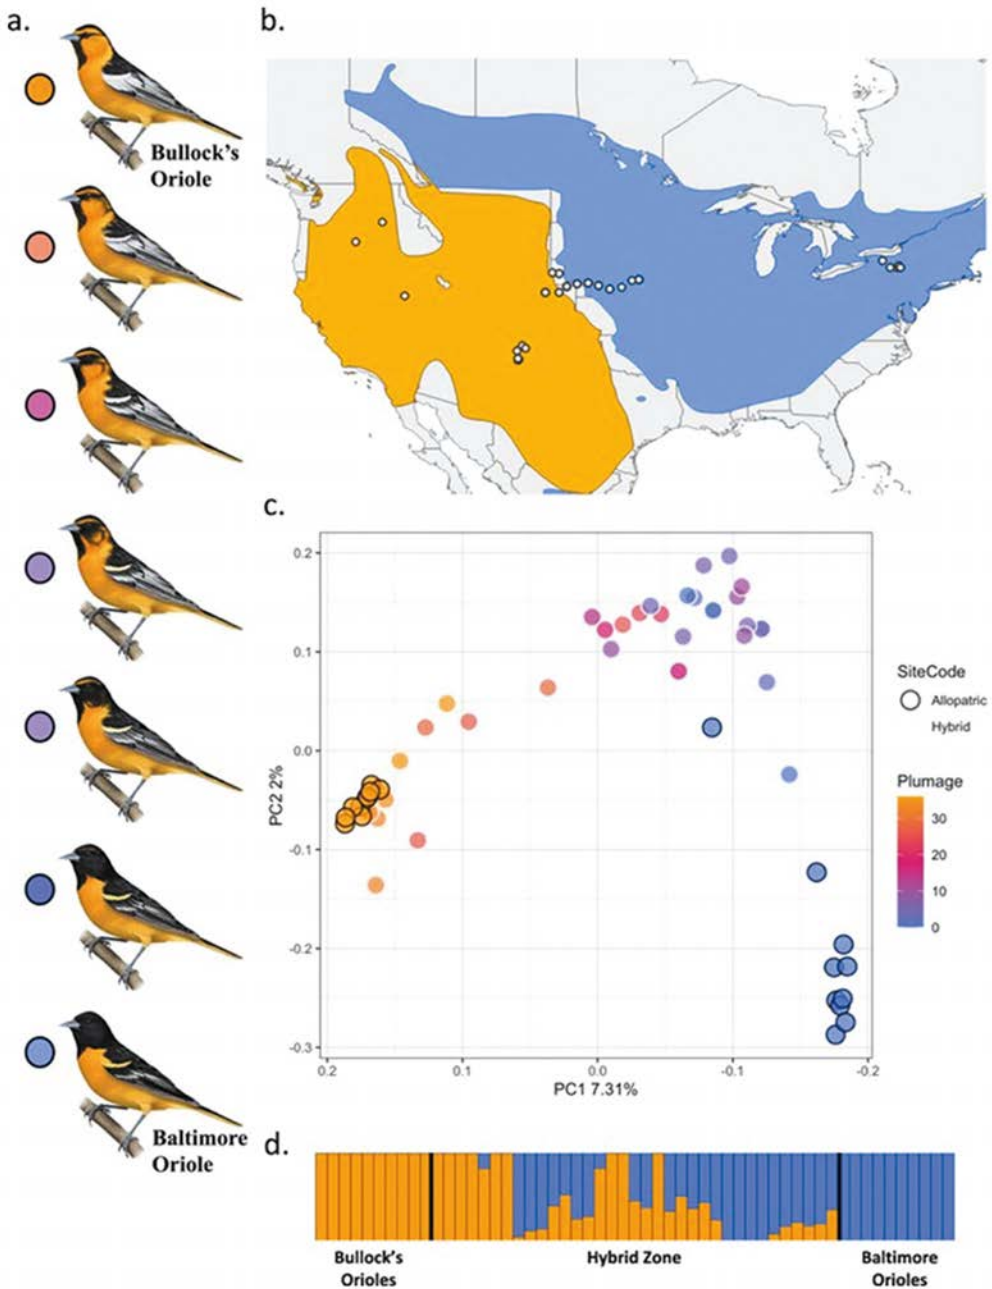 a.
Bullock's
Oriole
Baltimore
Oriole
b.
c.
0.2
0.1
0.0
-0.1
-0.2
-0.3
PC2 2%
0.2
0.1
0.0
-0.1
-0.2
PC1 7.31%
SiteCode
Allopatric
Hybrid
Plumage
30
20
10
0
d.
Bullock's
Orioles
Hybrid Zone
Baltimore
Orioles